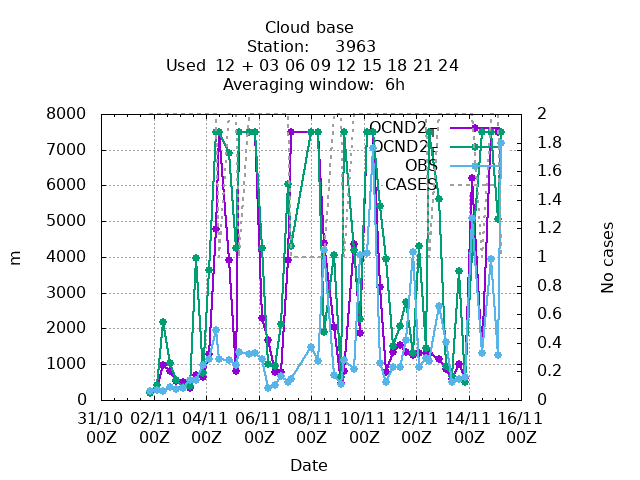 Cloud base
Station: 3963
Used 12 + 03 06 09 12 15 18 21 24
Averaging window: 6h
8000
7000
6000
5000
4000
3000
2000
1000
0
m
2
1.8
1.6
1.4
1.2
1
0.8
0.6
0.4
0.2
0
No cases
OCND2-
OCND2-
OBS
CASES
31/10 02/11 04/11 06/11 08/11 10/11 12/11 14/11 16/11
00Z 00Z 00Z 00Z 00Z 00Z 00Z 00Z 00Z
Date